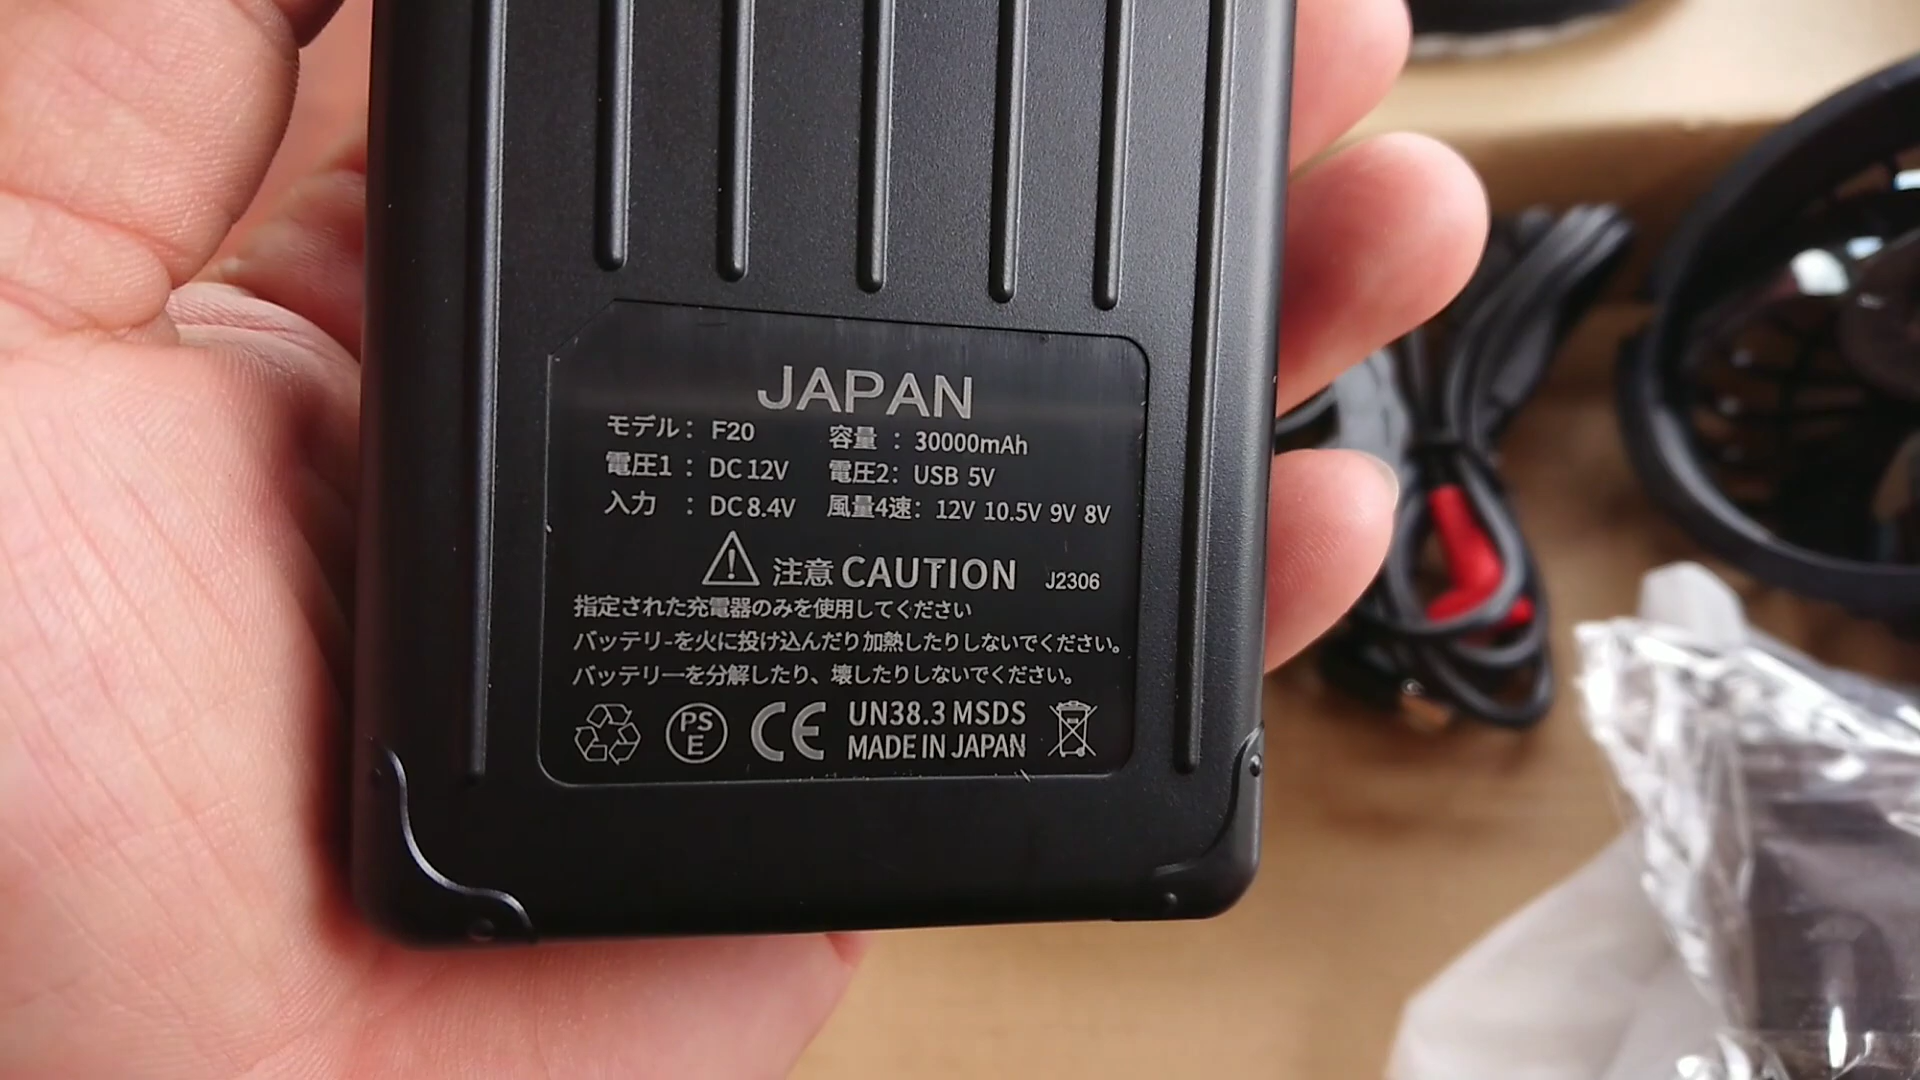 JAPAN
モデル： F20 容量 ： 30000mAh
電圧1 ： DC 12V 電圧2： USB 5V
入力 ： DC 8.4V 風量4速： 12V 10.5V 9V 8V
注意 CAUTION J2306
指定された充電器のみを使用してください
バッテリ-を火に投け込んだり加熱したりしないでください。
バッテリーを分解したり、壊したりしないでください。
PSE CE UN38.3 MSDS
MADE IN JAPAN